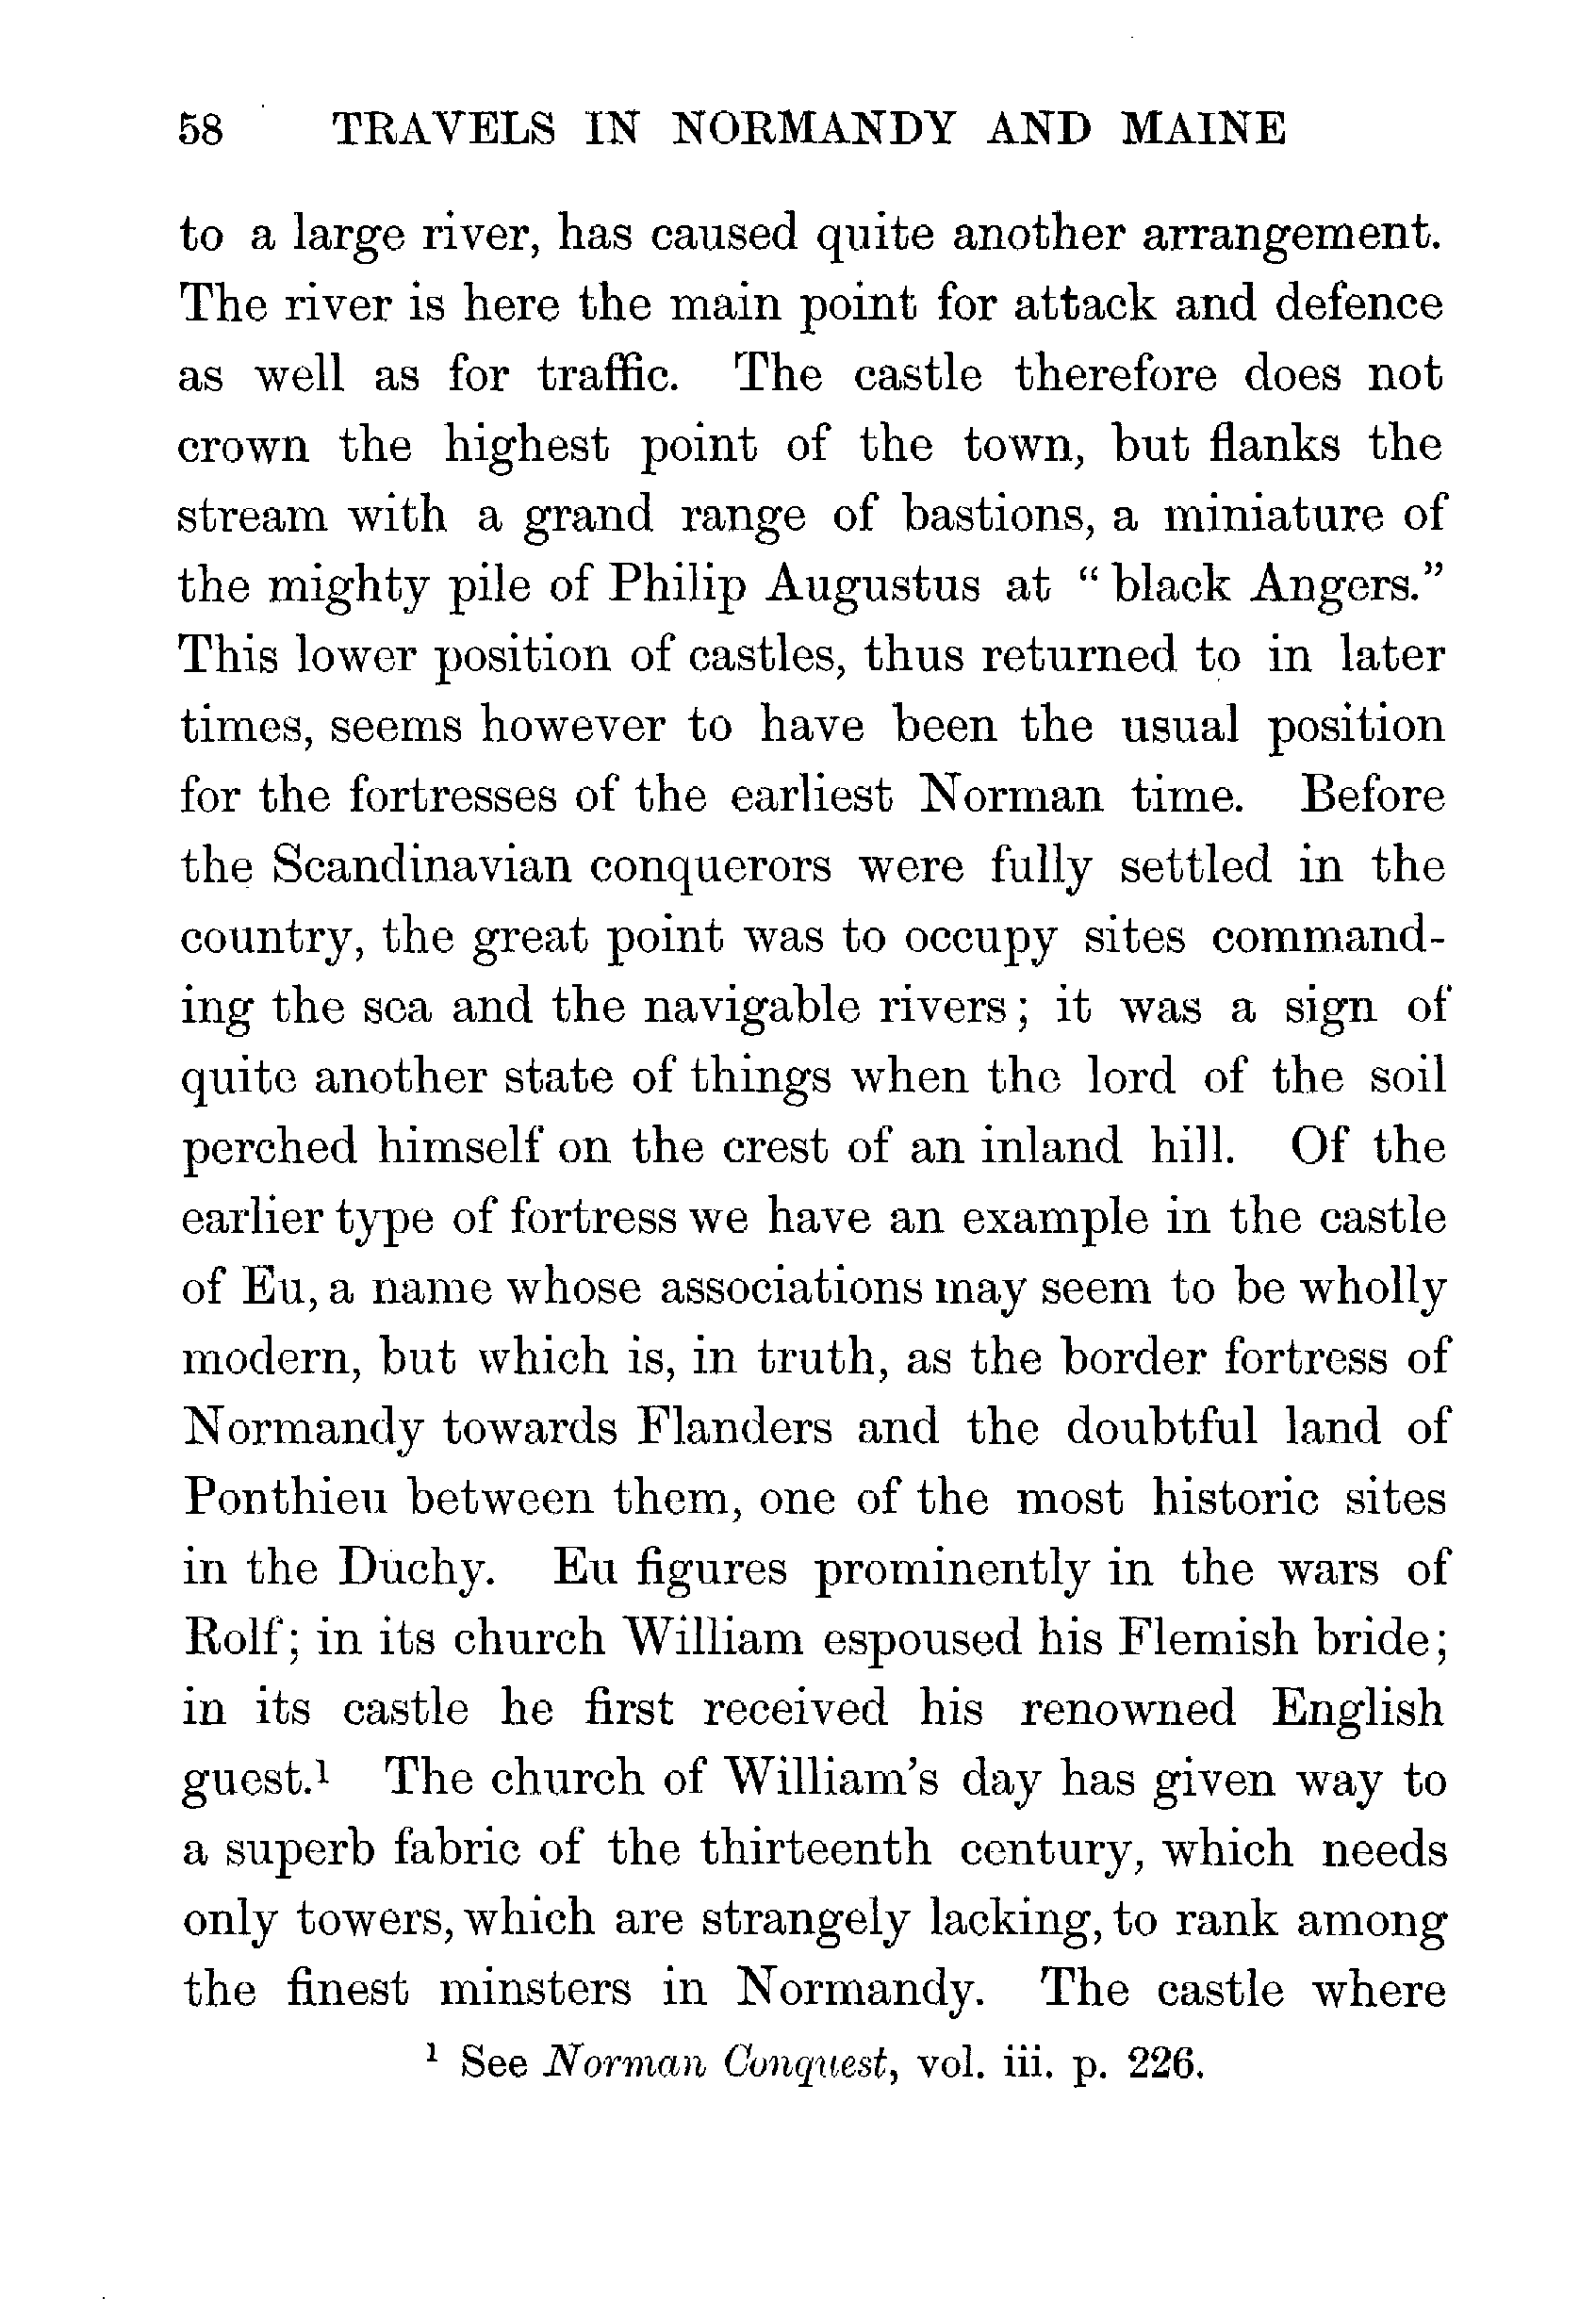 58 TRAVELS IN NORMANDY AND MAINE
to a large river, has caused quite another arrangement.
The river is here the main point for attack and defence
as well as for traffic. The castle therefore does not
crown the highest point of the town, but flanks the
stream with a grand range of bastions, a miniature of
the mighty pile of Philip Augustus at “ black Angers.”
This lower position of castles, thus returned to in later
times, seems however to have been the usual position
for the fortresses of the earliest Norman time. Before
the Scandinavian conquerors were fully settled in the
country, the great point was to occupy sites command-
ing the sea and the navigable rivers; it was a sign of
quite another state of things when the lord of the soil
perched himself on the crest of an inland hill. Of the
earlier type of fortress we have an example in the castle
of Eu, a name whose associations may seem to be wholly
modern, but which is, in truth, as the border fortress of
Normandy towards Flanders and the doubtful land of
Ponthieu between them, one of the most historic sites
in the Duchy. Eu figures prominently in the wars of
Rolf; in its church William espoused his Flemish bride;
in its castle he first received his renowned English
guest.¹ The church of William’s day has given way to
a superb fabric of the thirteenth century, which needs
only towers, which are strangely lacking, to rank among
the finest minsters in Normandy. The castle where
¹ See Norman Conquest, vol. iii. p. 226.